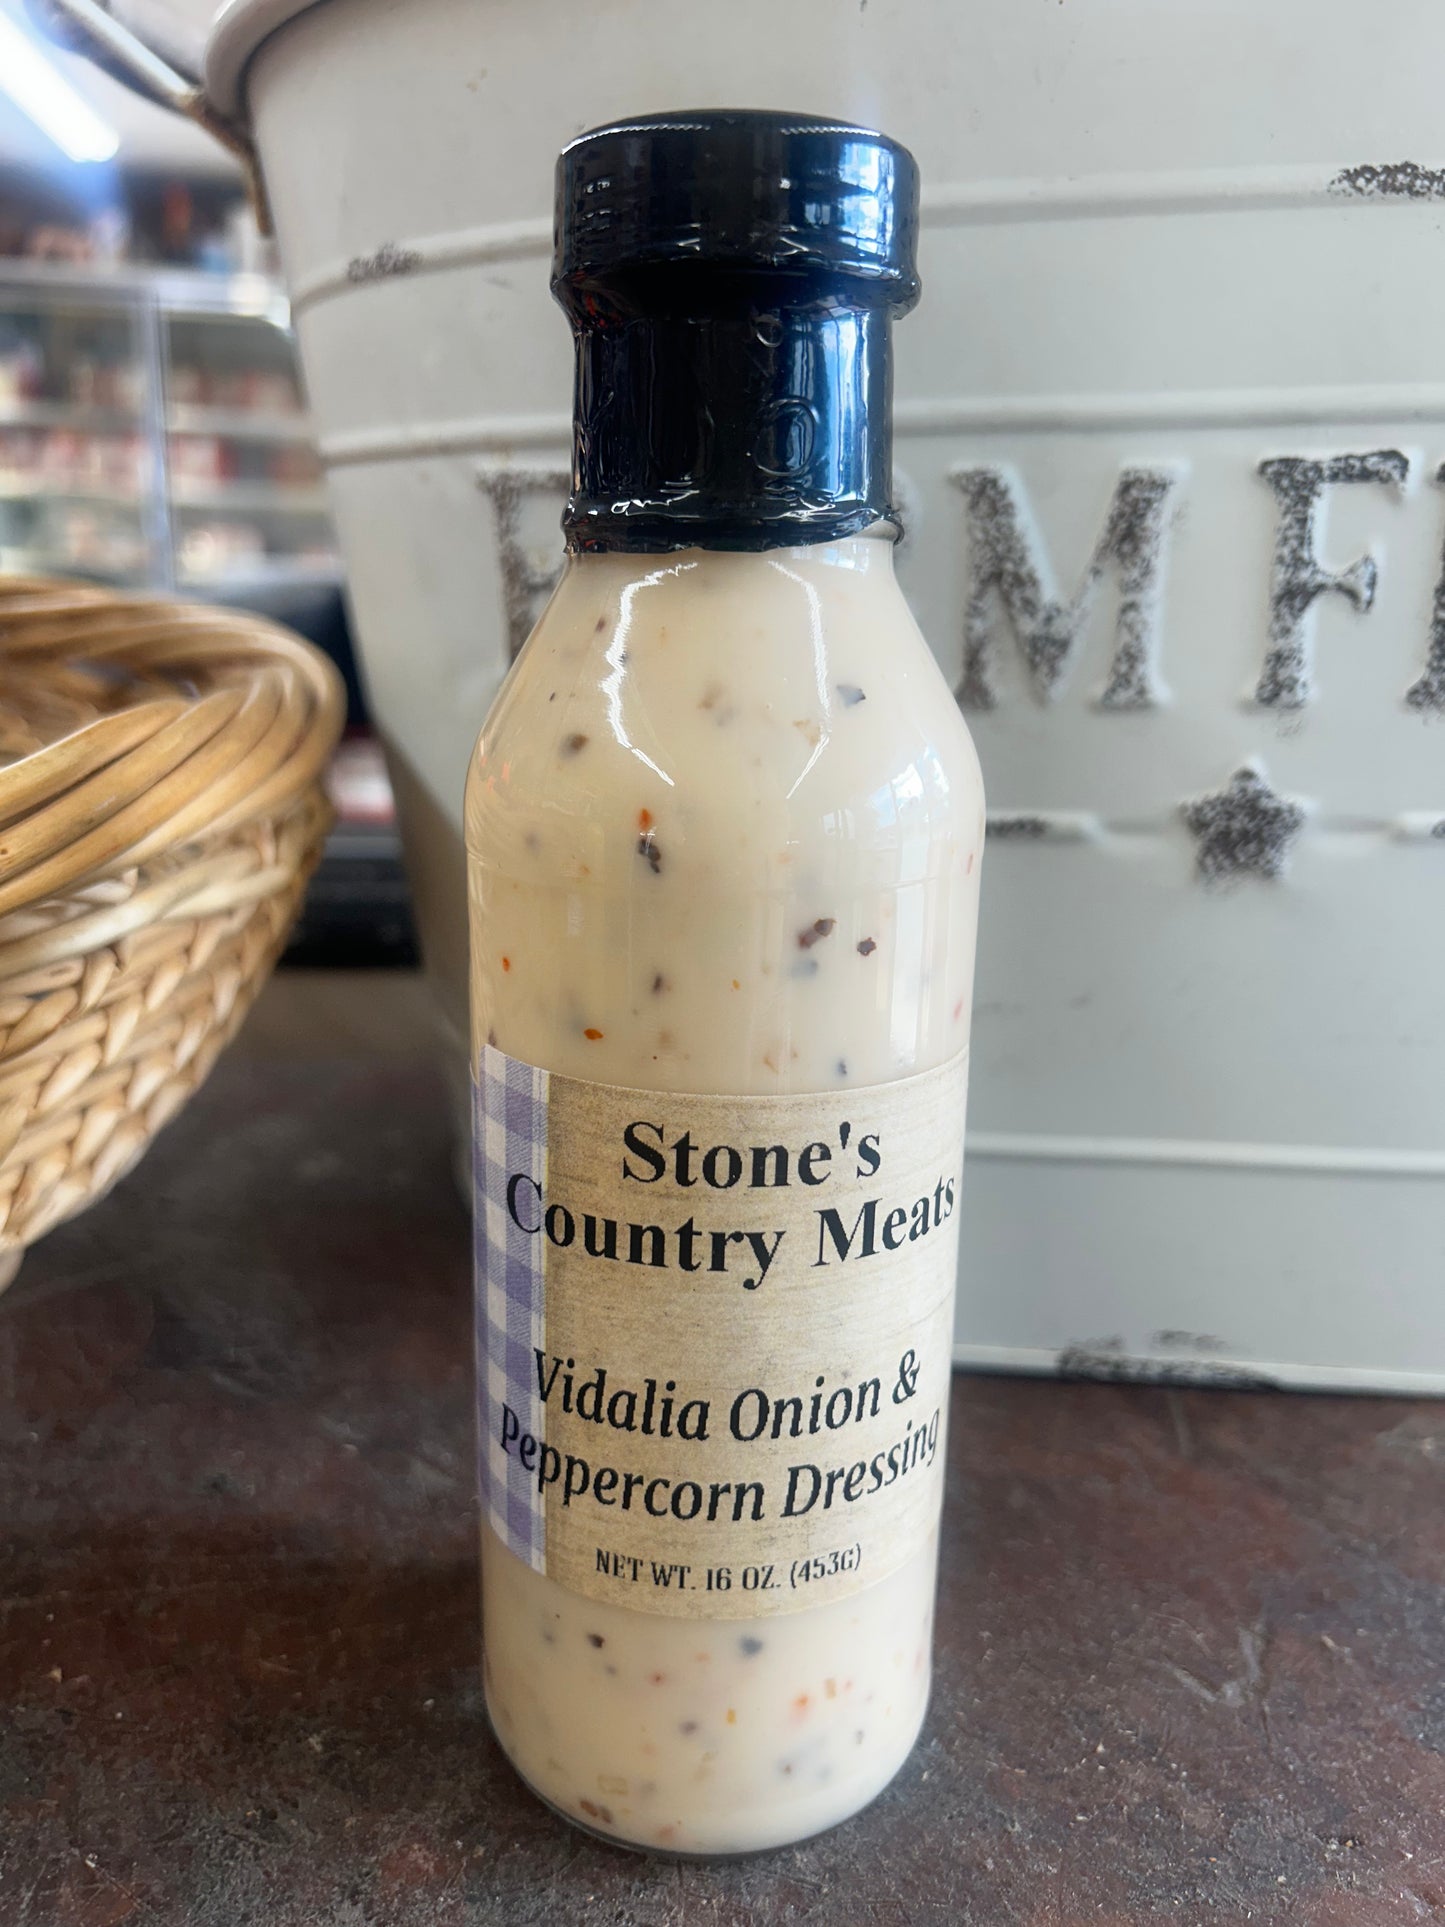 Stone's
Country Meats
Vidalia Onion &
Peppercorn Dressing
NET WT. 16 OZ. (453G)